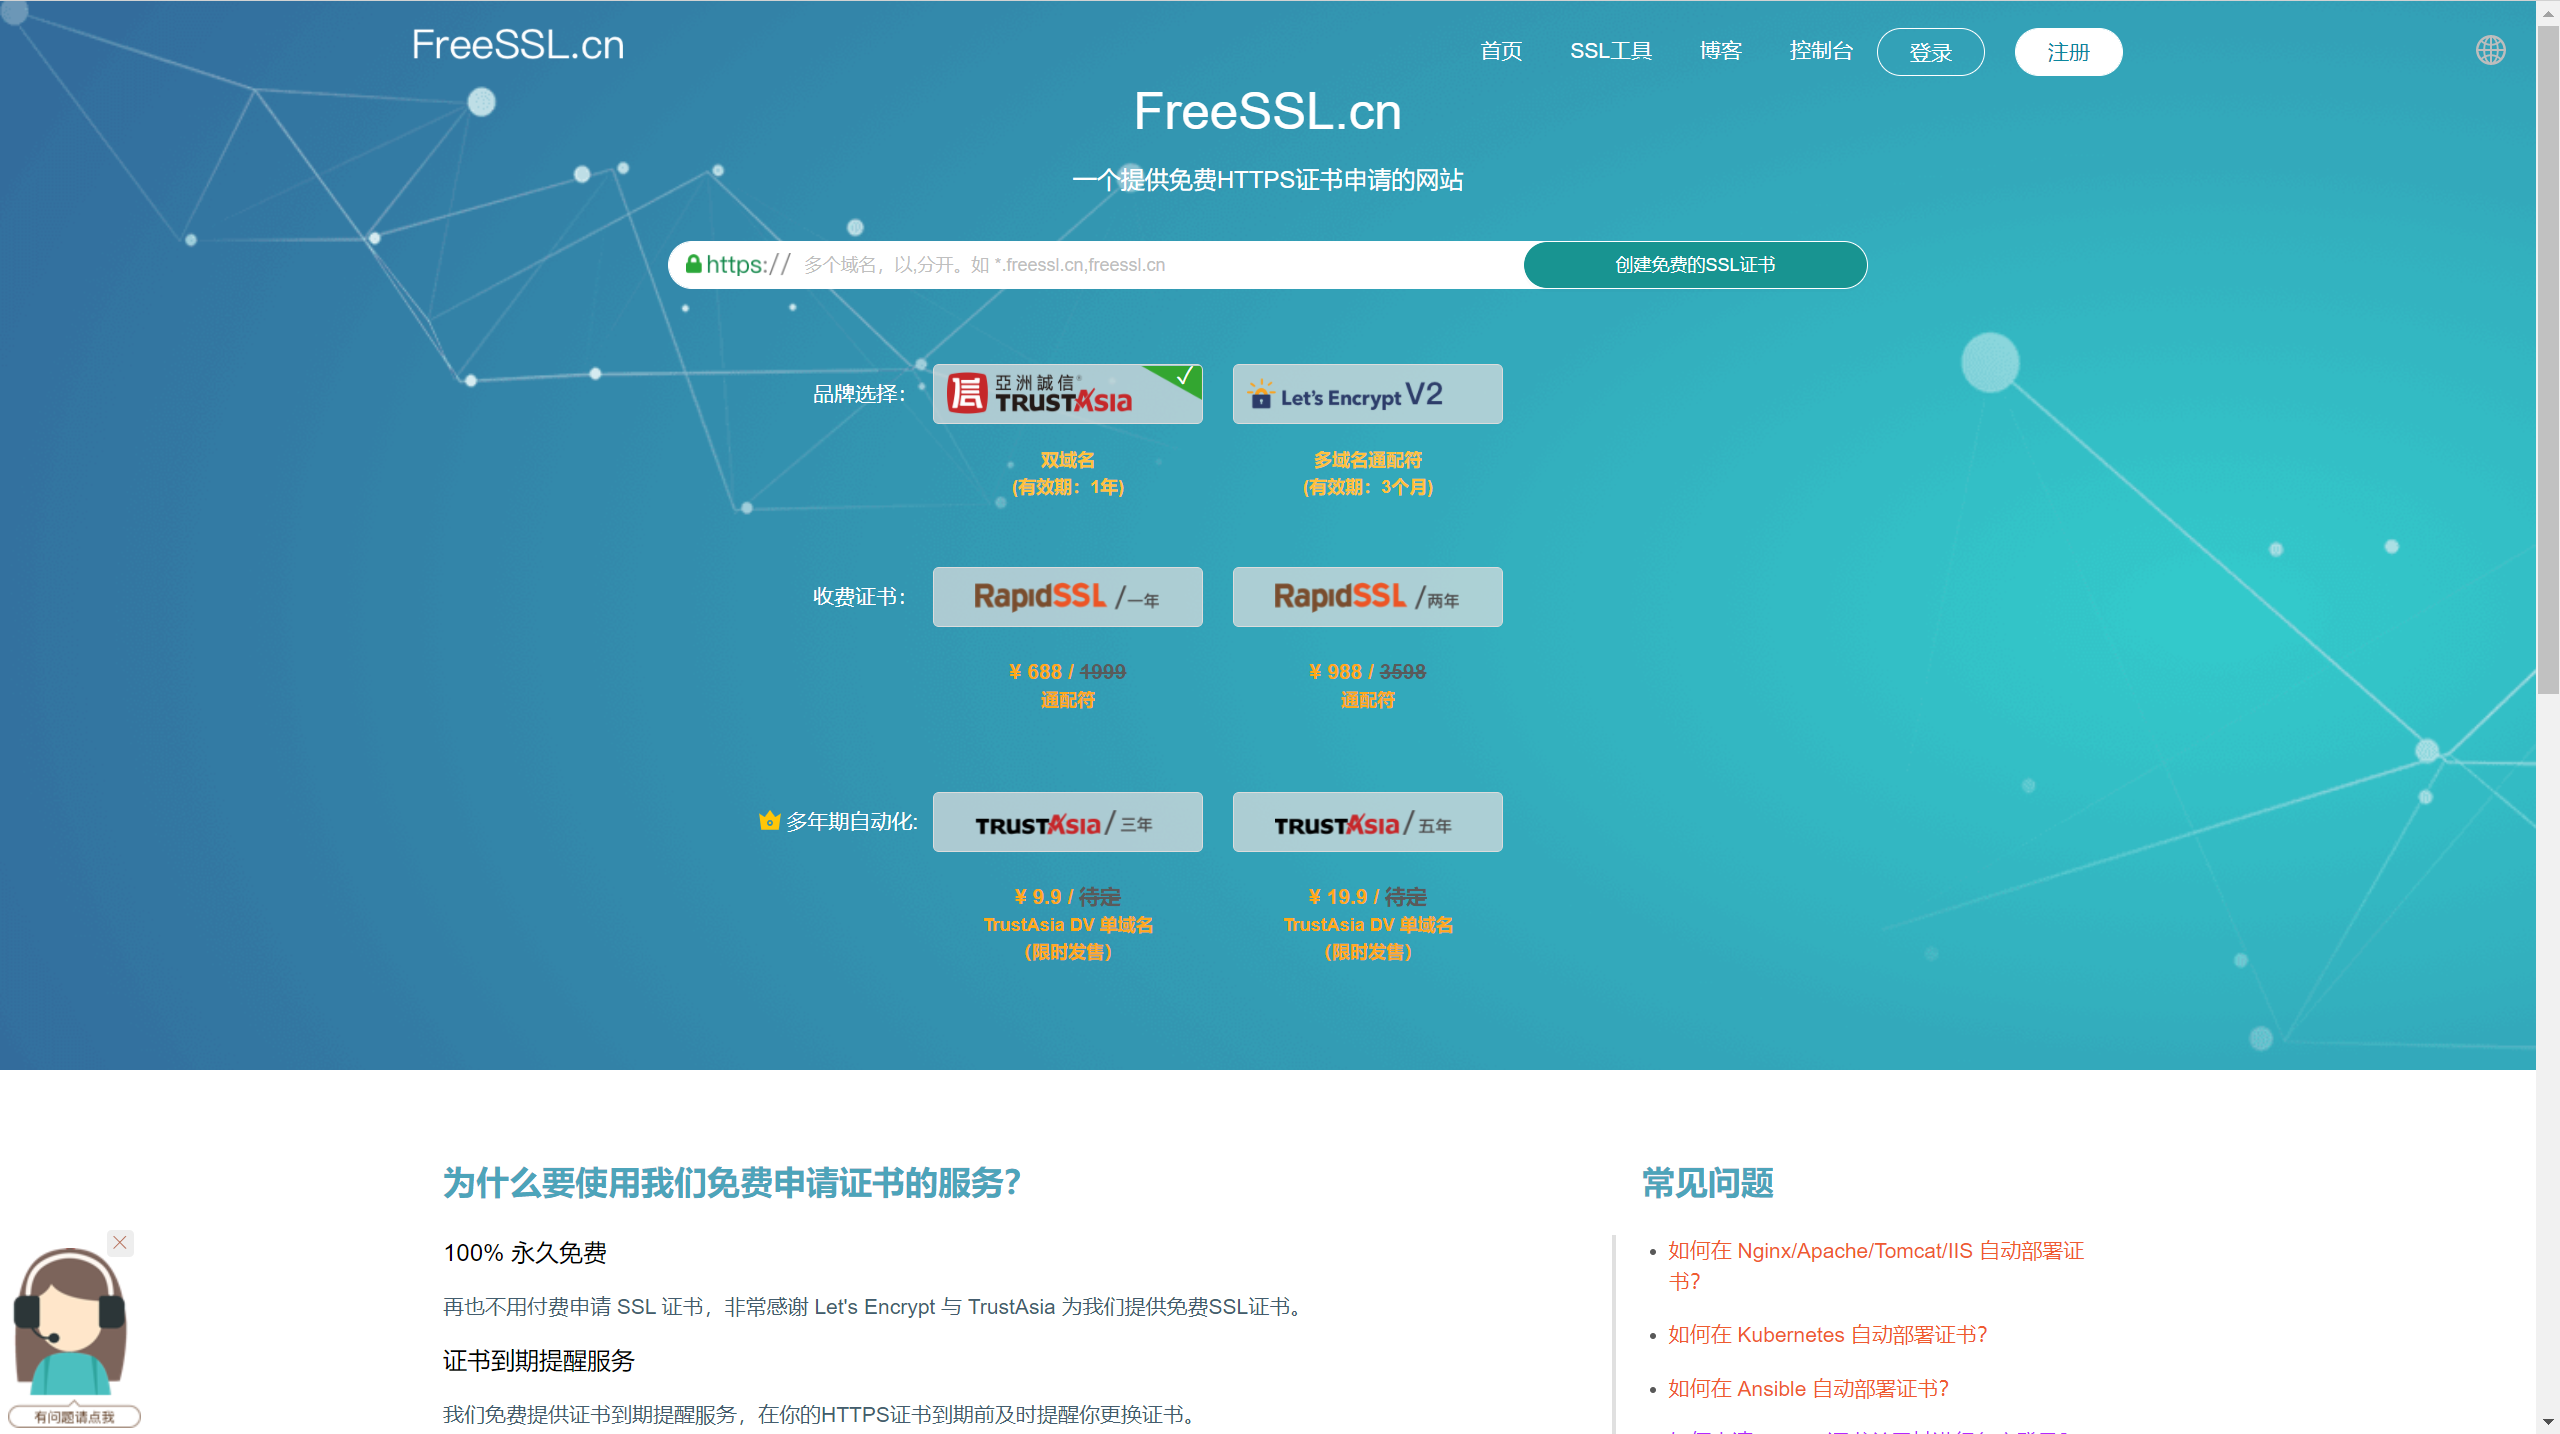 FreeSSL.cn
首页 SSL工具 博客 控制台 登录 注册
FreeSSL.cn
一个提供免费HTTPS证书申请的网站
https:// 多个域名，以,分开。如 *.freessl.cn,freessl.cn 创建免费的SSL证书
品牌选择： 亞洲誠信® TRUSTAsia Let's Encrypt V2
双域名 多域名通配符
(有效期：1年) (有效期：3个月)
收费证书： RapidSSL /一年 RapidSSL /两年
¥ 688 / 1999 ¥ 988 / 3598
通配符 通配符
多年期自动化: TRUSTAsia / 三年 TRUSTAsia / 五年
¥ 9.9 / 待定 ¥ 19.9 / 待定
TrustAsia DV 单域名 TrustAsia DV 单域名
（限时发售） （限时发售）
为什么要使用我们免费申请证书的服务？
100% 永久免费
再也不用付费申请 SSL 证书，非常感谢 Let's Encrypt 与 TrustAsia 为我们提供免费SSL证书。
证书到期提醒服务
我们免费提供证书到期提醒服务，在你的HTTPS证书到期前及时提醒你更换证书。
常见问题
如何在 Nginx/Apache/Tomcat/IIS 自动部署证
书？
如何在 Kubernetes 自动部署证书？
如何在 Ansible 自动部署证书？
有问题请点我